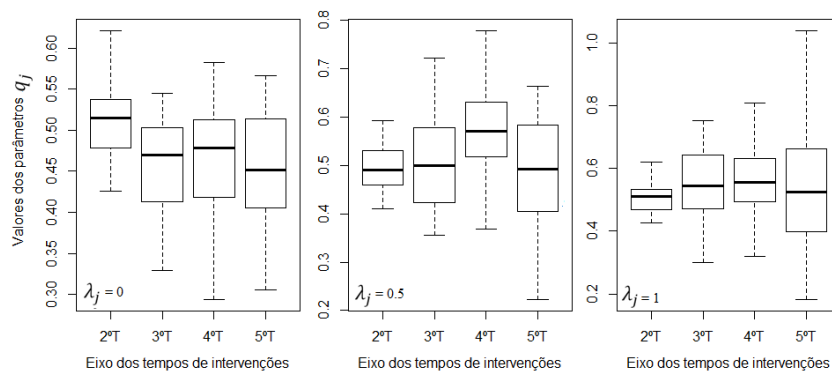 Valores dos parâmetros q_j
0.30 0.35 0.40 0.45 0.50 0.55 0.60
λ_j = 0
2ºT 3ºT 4ºT 5ºT
Eixo dos tempos de intervenções
0.2 0.3 0.4 0.5 0.6 0.7 0.8
λ_j = 0.5
2ºT 3ºT 4ºT 5ºT
Eixo dos tempos de intervenções
0.2 0.4 0.6 0.8 1.0
λ_j = 1
2ºT 3ºT 4ºT 5ºT
Eixo dos tempos de intervenções